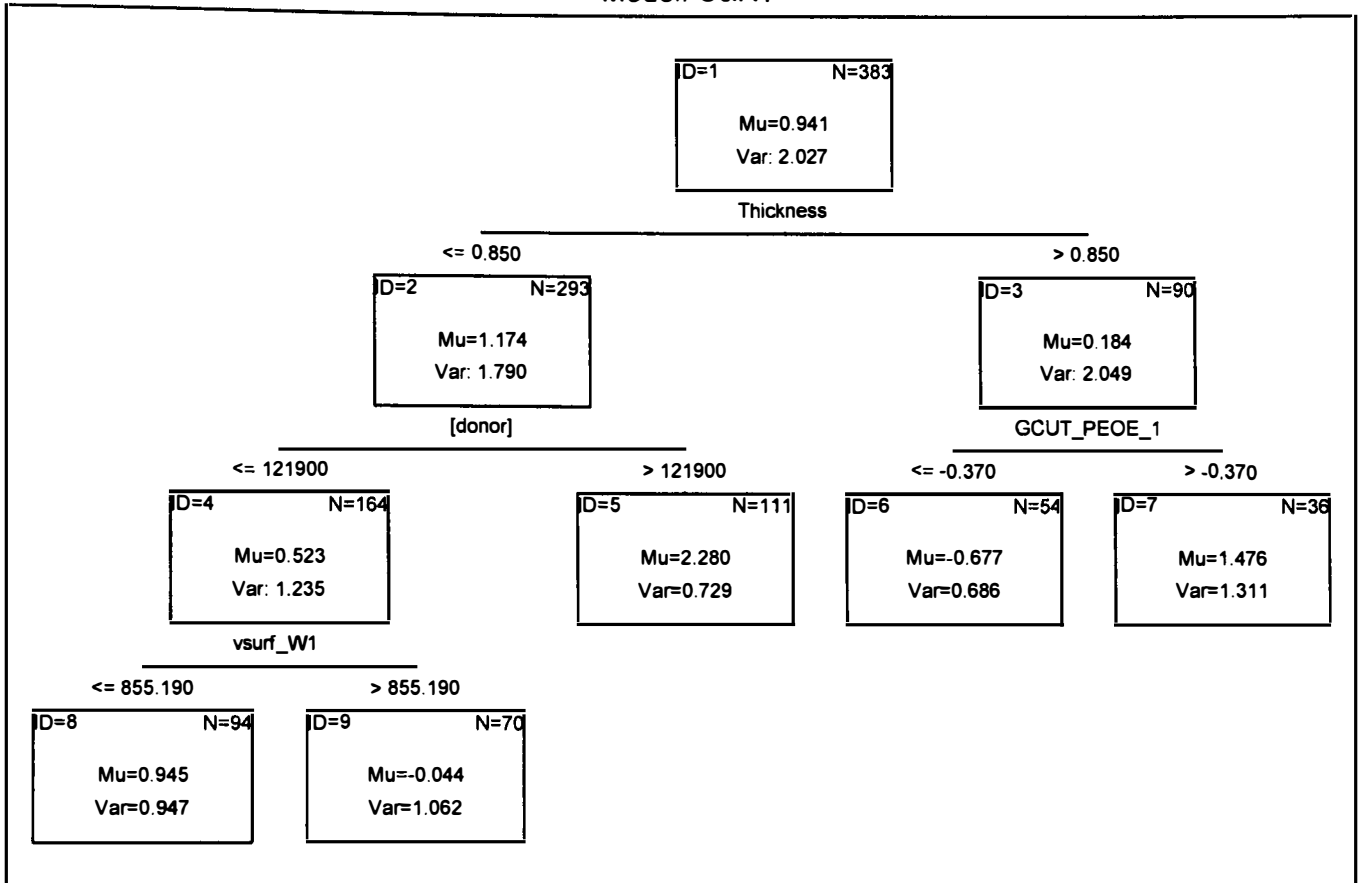 ID=1 N=383
Mu=0.941
Var: 2.027
Thickness
<= 0.850
> 0.850
ID=2 N=293
Mu=1.174
Var: 1.790
ID=3 N=90
Mu=0.184
Var: 2.049
[donor]
GCUT_PEOE_1
<= 121900
> 121900
<= -0.370
> -0.370
ID=4 N=164
Mu=0.523
Var: 1.235
ID=5 N=111
Mu=2.280
Var=0.729
ID=6 N=54
Mu=-0.677
Var=0.686
ID=7 N=36
Mu=1.476
Var=1.311
vsurf_W1
<= 855.190
> 855.190
ID=8 N=94
Mu=0.945
Var=0.947
ID=9 N=70
Mu=-0.044
Var=1.062